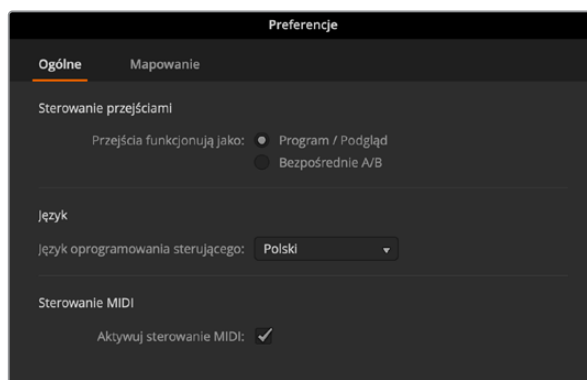 Preferencje
Ogólne Mapowanie
Sterowanie przejściami
Przejścia funkcjonują jako: Program / Podgląd
Bezpośrednie A/B
Język
Język oprogramowania sterującego: Polski
Sterowanie MIDI
Aktywuj sterowanie MIDI: